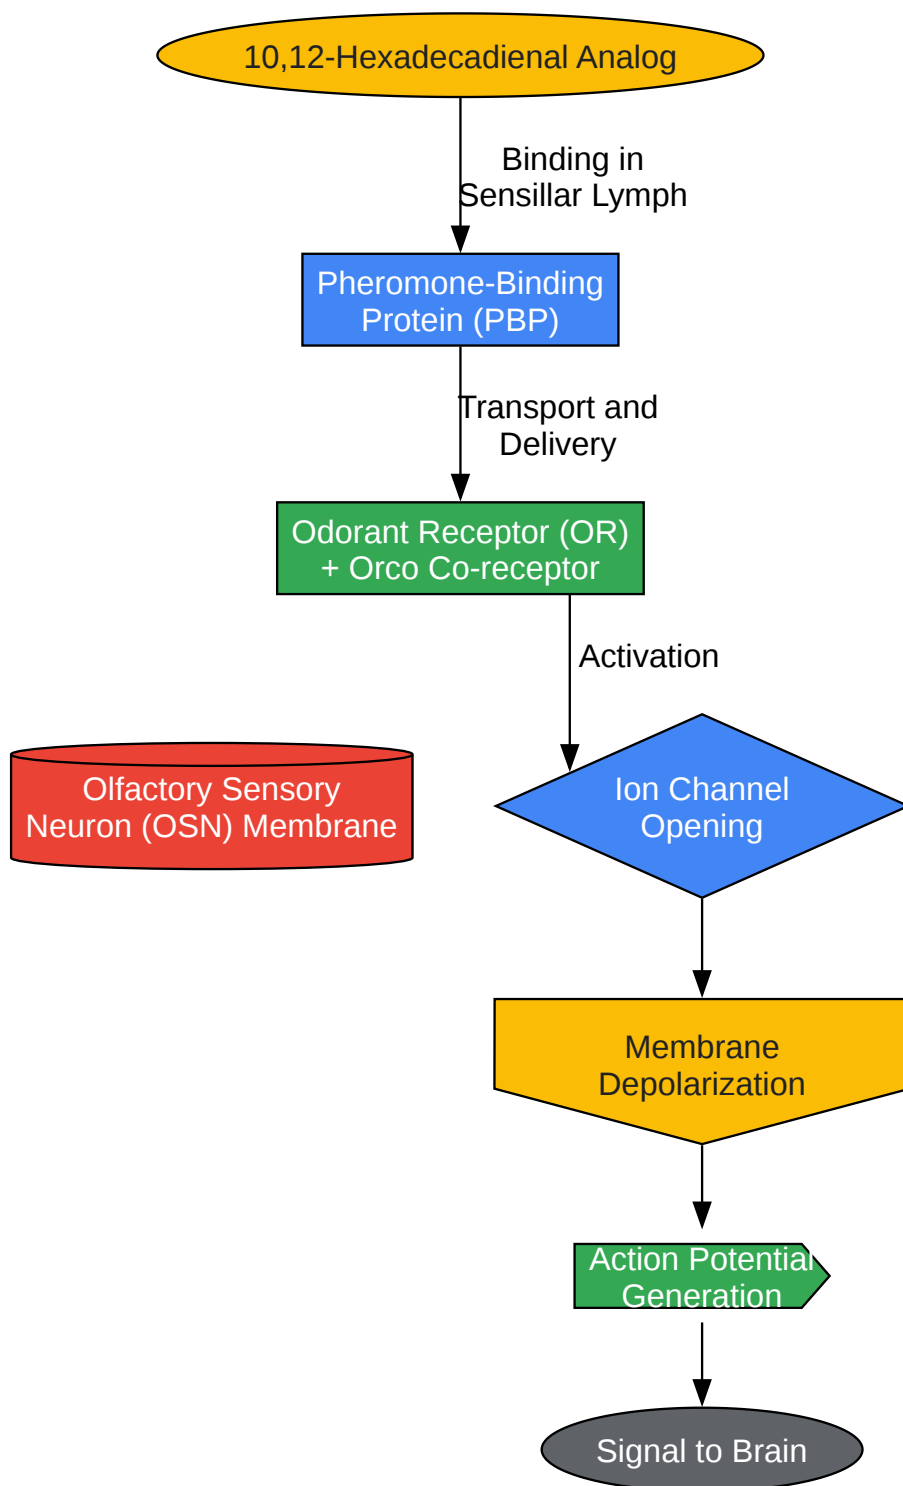 10,12-Hexadecadienal Analog
Binding in
Sensillar Lymph
Pheromone-Binding
Protein (PBP)
Transport and
Delivery
Odorant Receptor (OR)
+ Orco Co-receptor
Activation
Olfactory Sensory
Neuron (OSN) Membrane
Ion Channel
Opening
Membrane
Depolarization
Action Potential
Generation
Signal to Brain